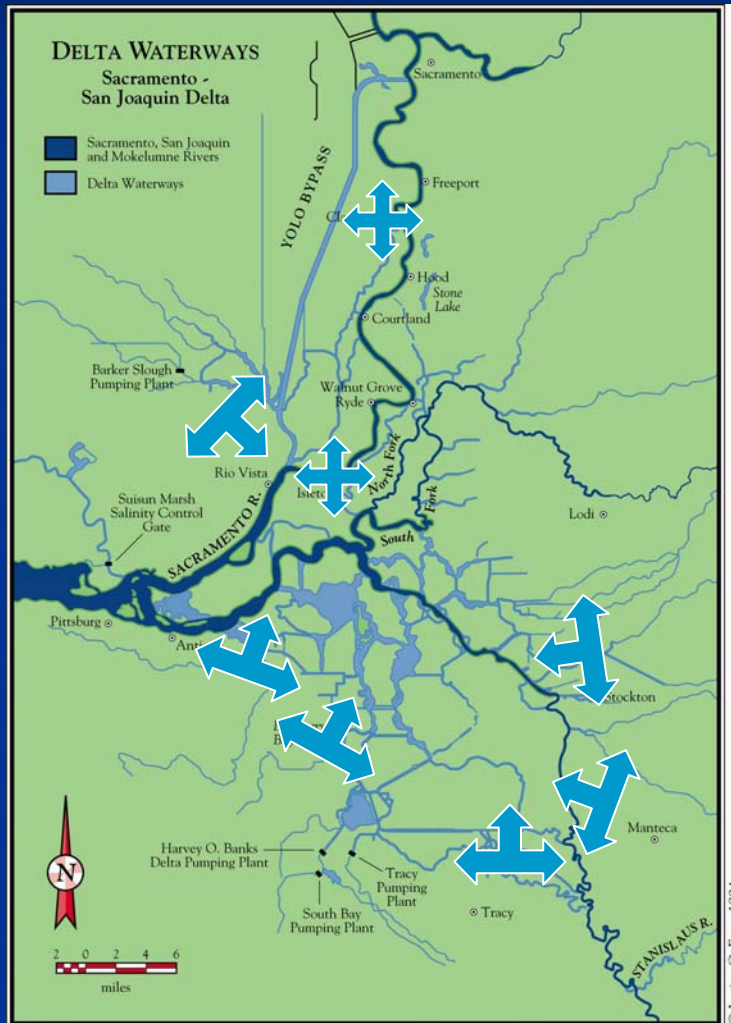 DELTA WATERWAYS
Sacramento -
San Joaquin Delta
Sacramento, San Joaquin
and Mokelumne Rivers
Delta Waterways
Sacramento
YOLO BYPASS
Freeport
Hood
Stone
Lake
Courtland
Barker Slough
Pumping Plant
Walnut Grove
Ryde
North Fork
Rio Vista
Suisun Marsh
Salinity Control
Gate
SACRAMENTO R.
South
Fork
Lodi
Pittsburg
Stockton
Manteca
Harvey O. Banks
Delta Pumping Plant
Tracy
Pumping
Plant
South Bay
Pumping Plant
Tracy
STANISLAUS R.
N
2 0 2 4 6
miles